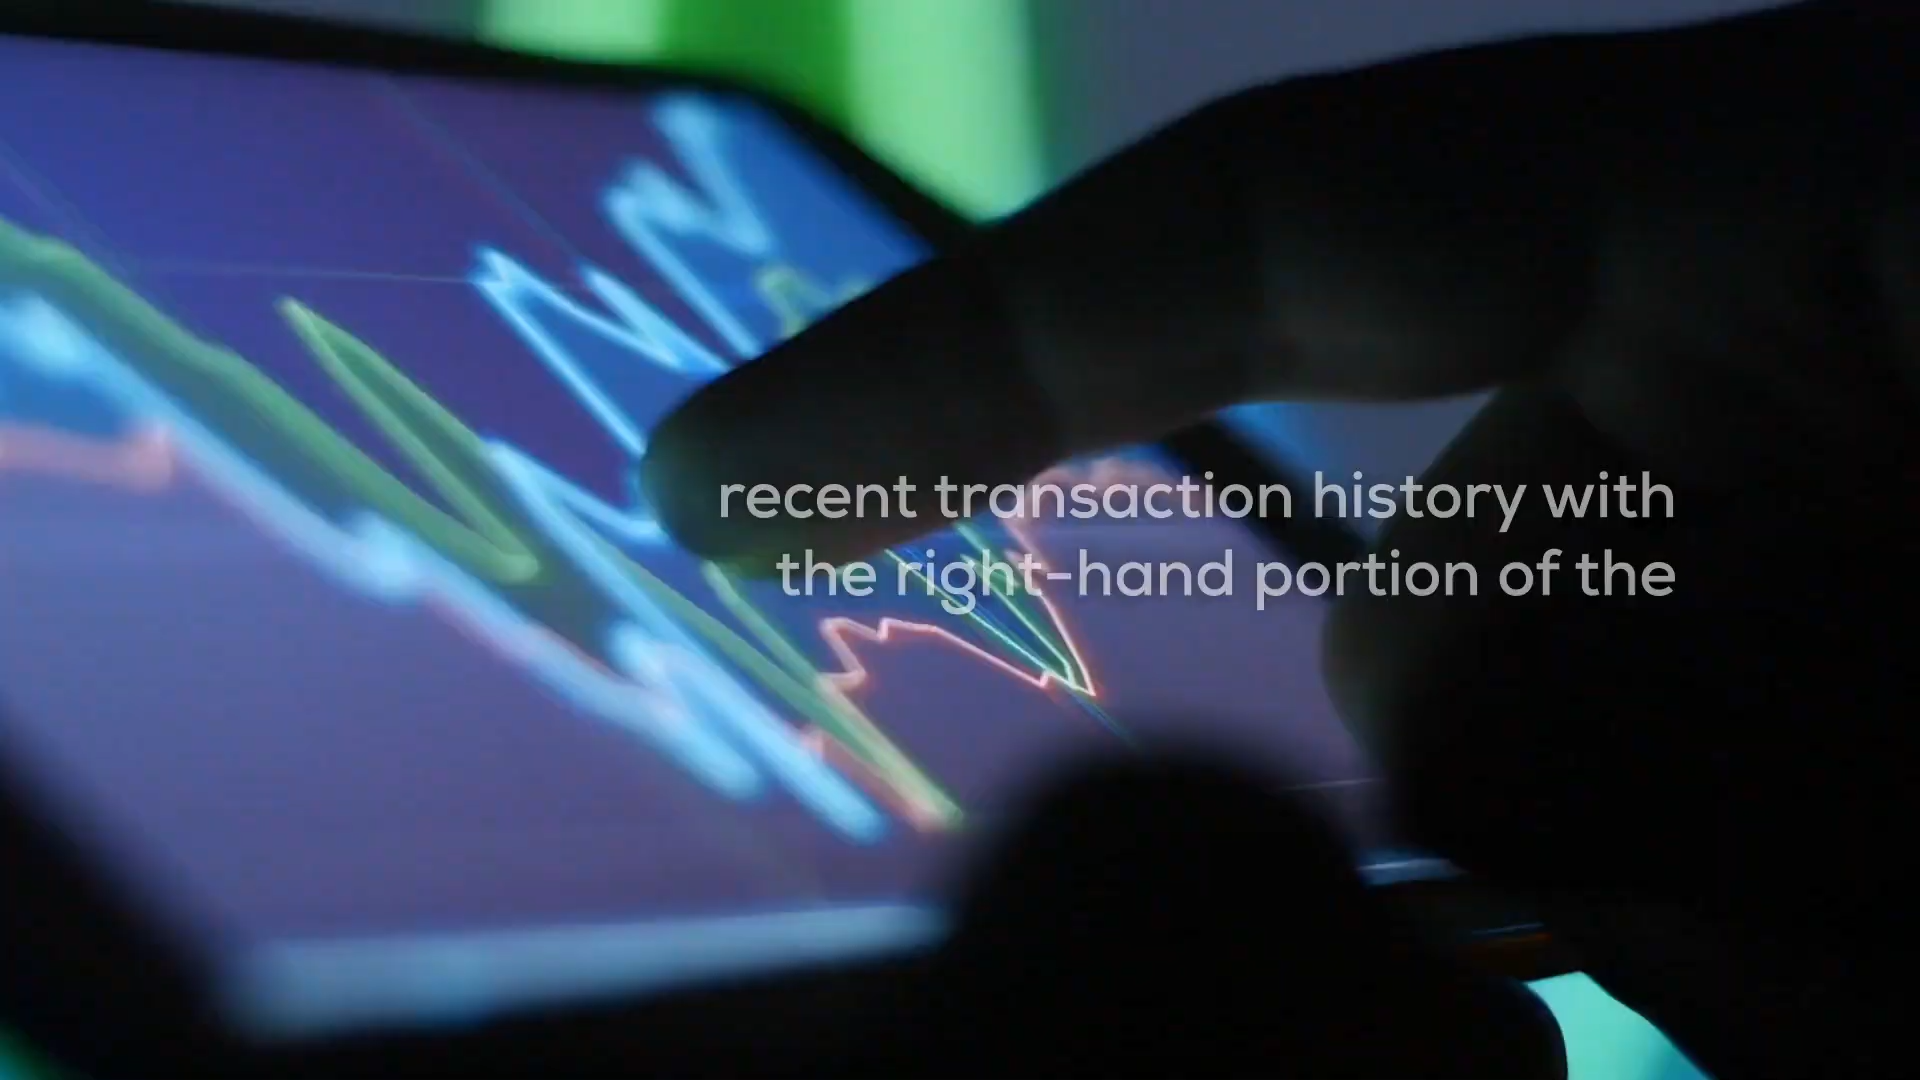 recent transaction history with
the right-hand portion of the